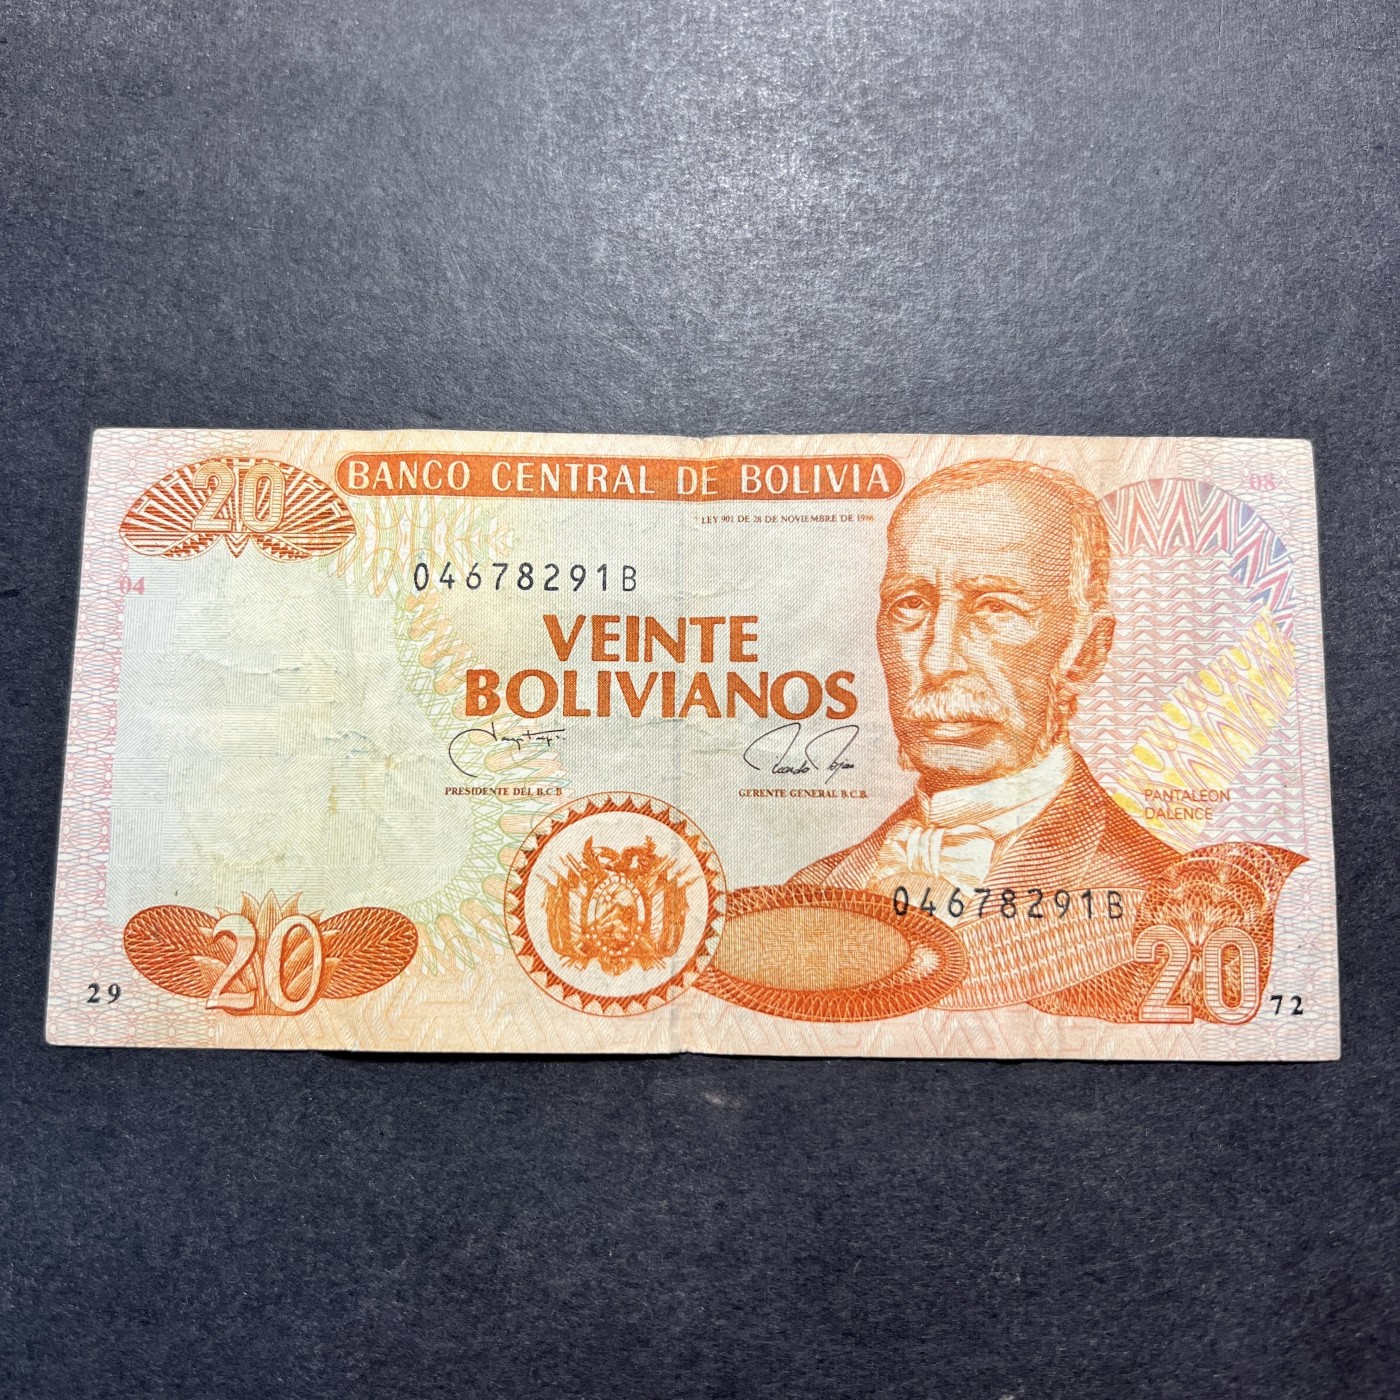 20
BANCO CENTRAL DE BOLIVIA
08
LEY 901 DE 28 DE NOVIEMBRE DE 1986
04
04678291B
VEINTE
BOLIVIANOS
PRESIDENTE DEL B.C.B.
GERENTE GENERAL B.C.B.
PANTALEON
DALENCE
04678291B
20
20
29
72